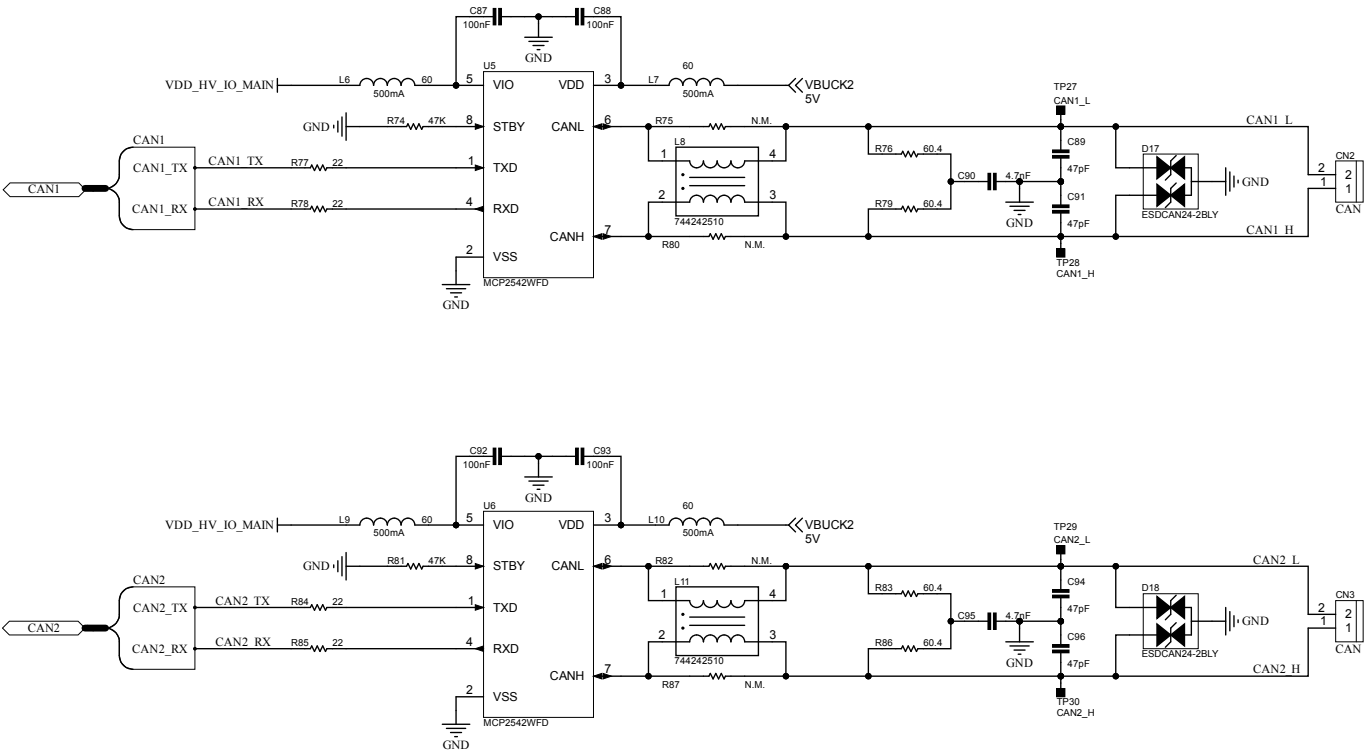 C87 C88
100nF 100nF
GND
U5
VDD_HV_IO_MAIN L6 60 5 VIO VDD 3 L7 60 VBUCK2
500mA 500mA 5V
TP27
CAN1_L
GND R74 47K 8 STBY CANL 6 R75 N.M. CAN1_L
CAN1
L8
1 4
R76 60.4
C89
47pF
D17
CN2
CAN1 CAN1_TX CAN1_TX R77 22 1 TXD
C90 4.7nF
GND
GND
2 2
1 1
CAN
CAN1_RX CAN1_RX R78 22 4 RXD
2 3
744242510
R79 60.4
C91
47pF
ESDCAN24-2BLY
CANH 7 R80 N.M. CAN1_H
2 VSS
GND
MCP2542WFD
TP28
CAN1_H
C92 C93
100nF 100nF
GND
U6
VDD_HV_IO_MAIN L9 60 5 VIO VDD 3 L10 60 VBUCK2
500mA 500mA 5V
TP29
CAN2_L
GND R81 47K 8 STBY CANL 6 R82 N.M. CAN2_L
CAN2
L11
1 4
R83 60.4
C94
47pF
D18
CN3
CAN2 CAN2_TX CAN2_TX R84 22 1 TXD
C95 4.7nF
GND
GND
2 2
1 1
CAN
CAN2_RX CAN2_RX R85 22 4 RXD
2 3
744242510
R86 60.4
C96
47pF
ESDCAN24-2BLY
CANH 7 R87 N.M. CAN2_H
2 VSS
GND
MCP2542WFD
TP30
CAN2_H